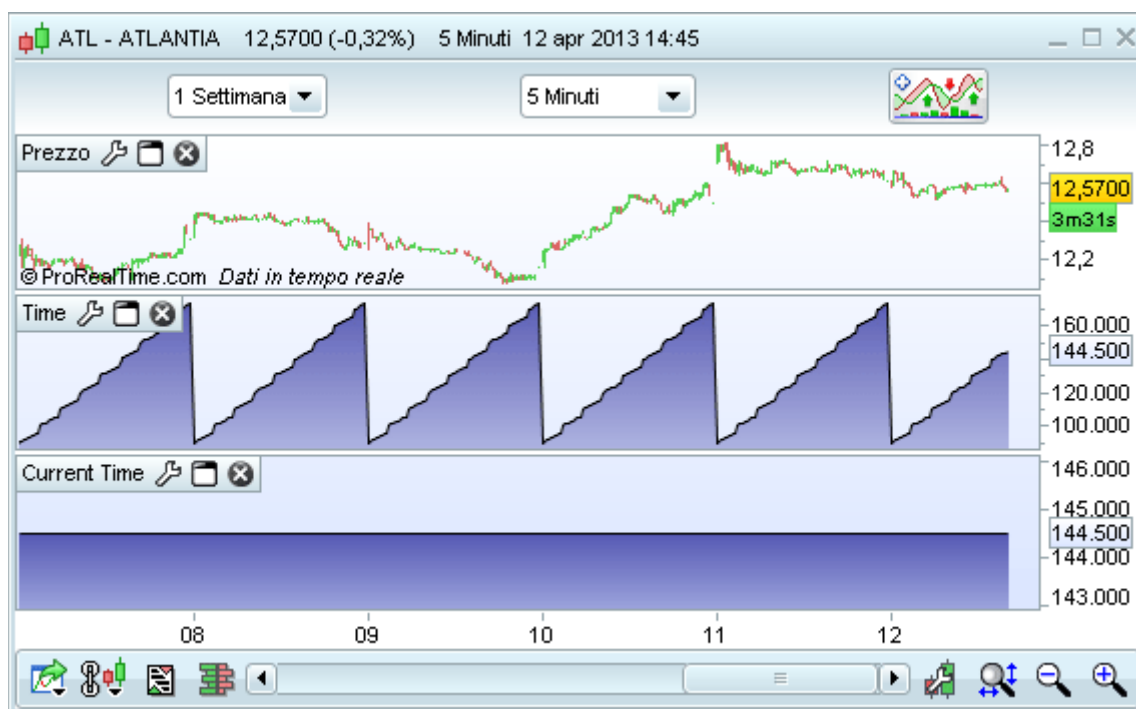 ATL - ATLANTIA 12,5700 (-0,32%) 5 Minuti 12 apr 2013 14:45
1 Settimana 5 Minuti
Prezzo
12,8
12,5700
3m31s
12,2
© ProRealTime.com Dati in tempo reale
Time
160.000
144.500
120.000
100.000
Current Time
146.000
145.000
144.500
144.000
143.000
08 09 10 11 12